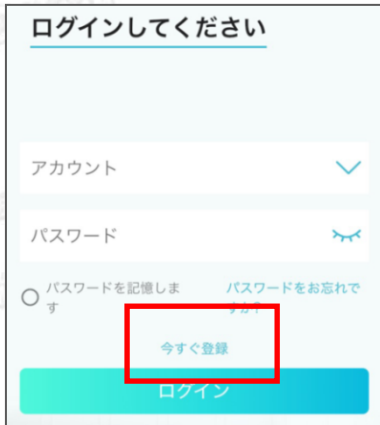 ログインしてください
アカウント
パスワード
パスワードを記憶しま
す
パスワードをお忘れで
すか?
今すぐ登録
ログイン